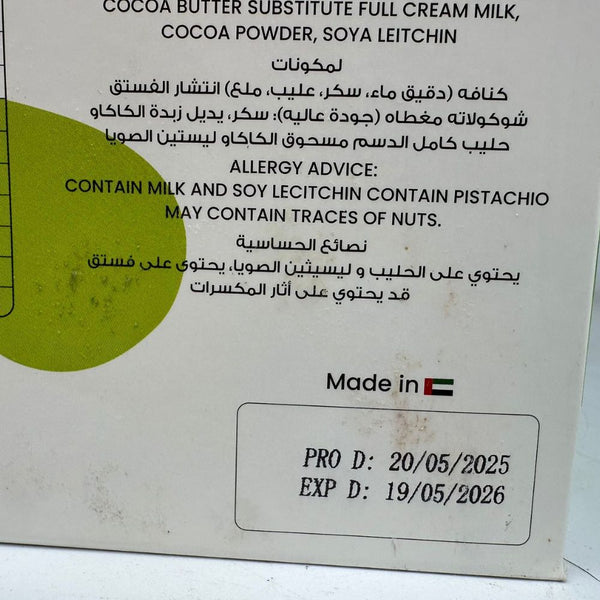 COCOA BUTTER SUBSTITUTE FULL CREAM MILK,
COCOA POWDER, SOYA LEITCHIN
لمكونات
كنافه (دقيق ماء، سكر، عليب، ملع) انتشار الفستق
شوكولاته مغطاه (جودة عاليه): سكر، يديل زبدة الكاكاو
حليب كامل الدسم مسحوق الكاكاو ليستين الصويا
ALLERGY ADVICE:
CONTAIN MILK AND SOY LECITCHIN CONTAIN PISTACHIO
MAY CONTAIN TRACES OF NUTS.
نصائع الحساسية
يحتوي على الحليب و ليسيثين الصويا، يحتوى على فستق
قد يحتوي على أثار المكسرات
Made in
PRO D: 20/05/2025
EXP D: 19/05/2026